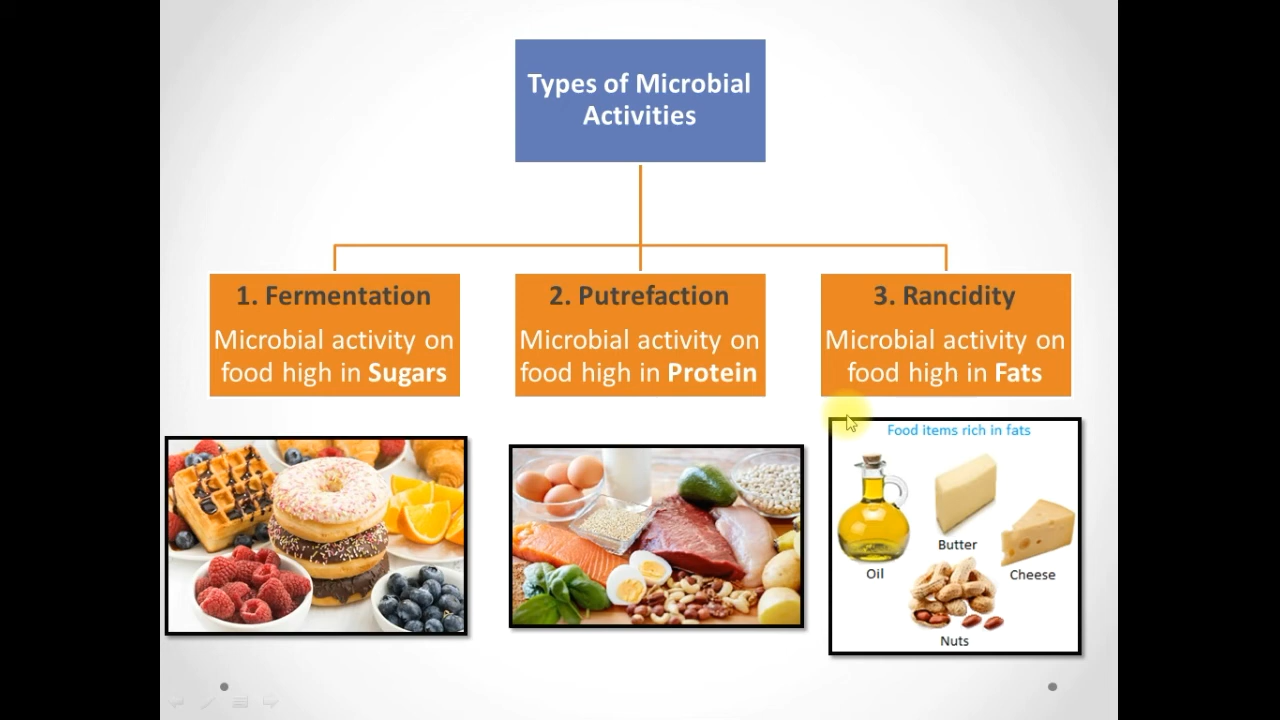 Types of Microbial
Activities
1. Fermentation
Microbial activity on
food high in Sugars
2. Putrefaction
Microbial activity on
food high in Protein
3. Rancidity
Microbial activity on
food high in Fats
Food items rich in fats
Oil
Butter
Cheese
Nuts